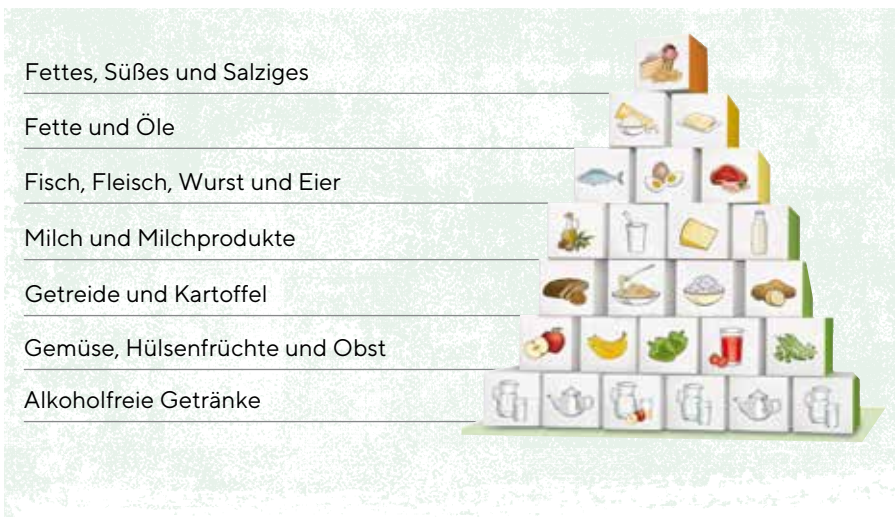 Fettes, Süßes und Salziges
Fette und Öle
Fisch, Fleisch, Wurst und Eier
Milch und Milchprodukte
Getreide und Kartoffel
Gemüse, Hülsenfrüchte und Obst
Alkoholfreie Getränke